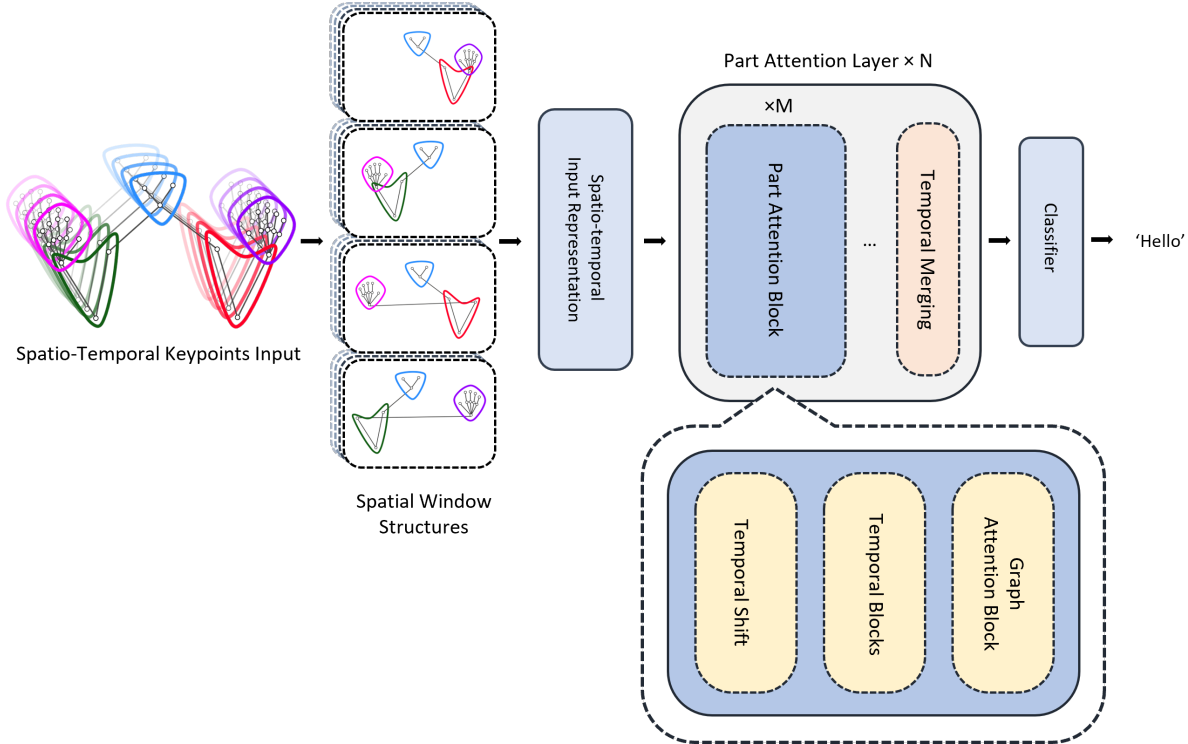 Part Attention Layer × N
×M
Spatio-temporal
Input Representation
Part Attention Block
...
Temporal Merging
Classifier
'Hello'
Spatio-Temporal Keypoints Input
Spatial Window
Structures
Temporal Shift
Temporal Blocks
Graph
Attention Block